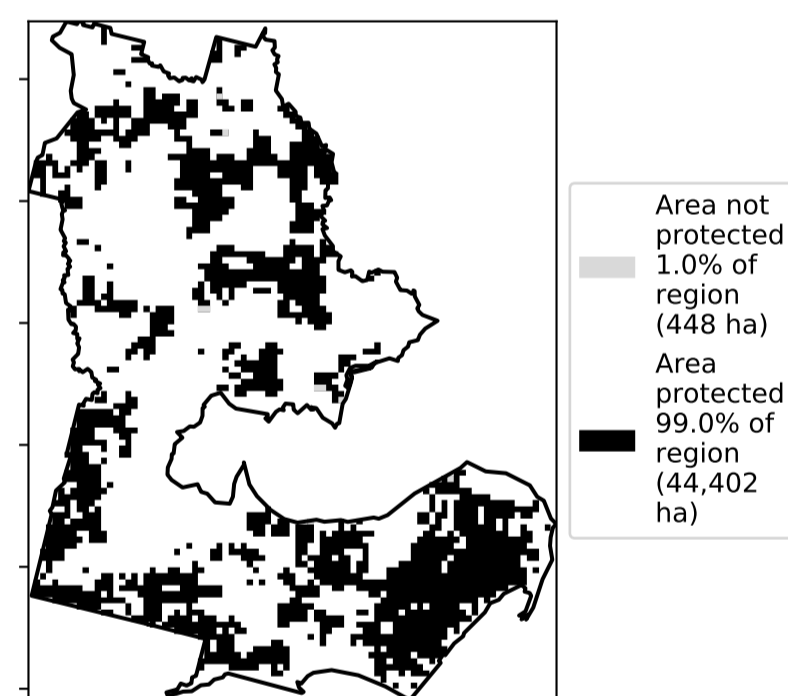 Area not
protected
1.0% of
region
(448 ha)
Area
protected
99.0% of
region
(44,402
ha)